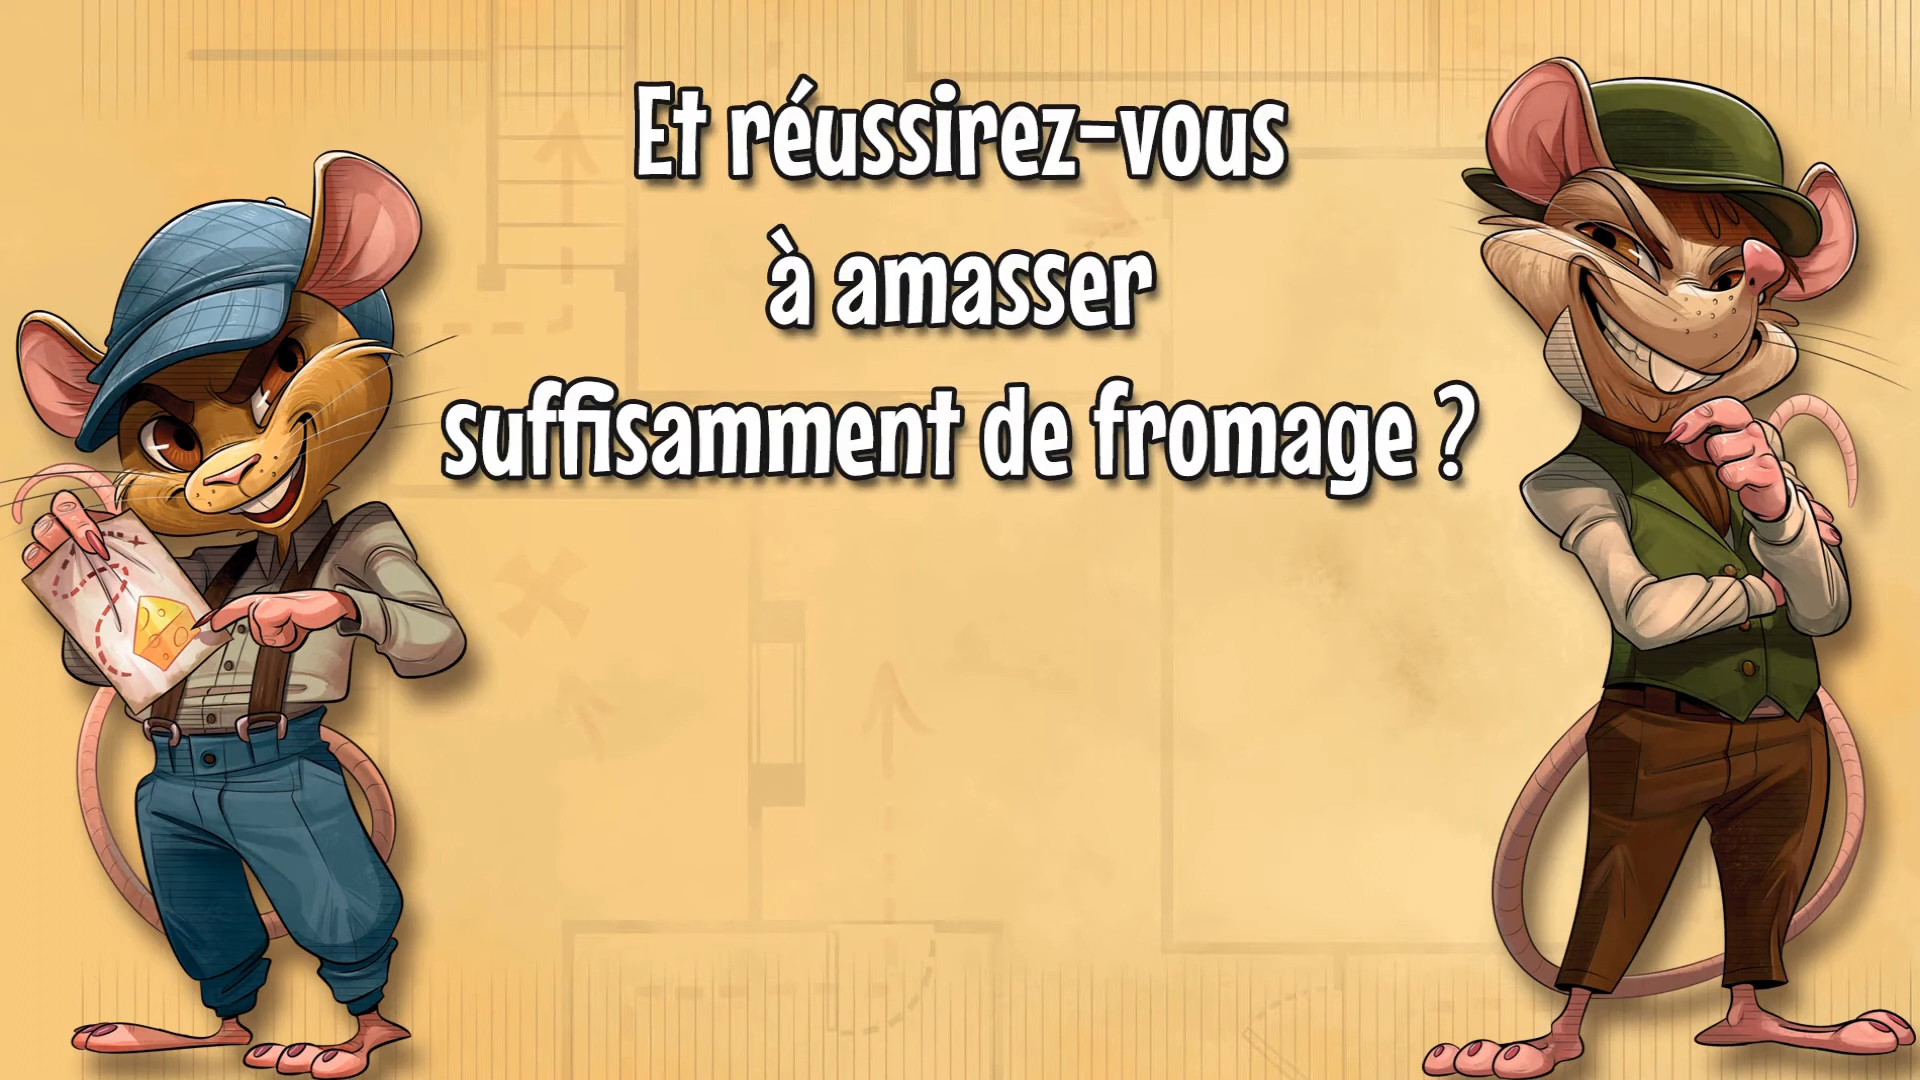 Et réussirez-vous
à amasser
suffisamment de fromage ?